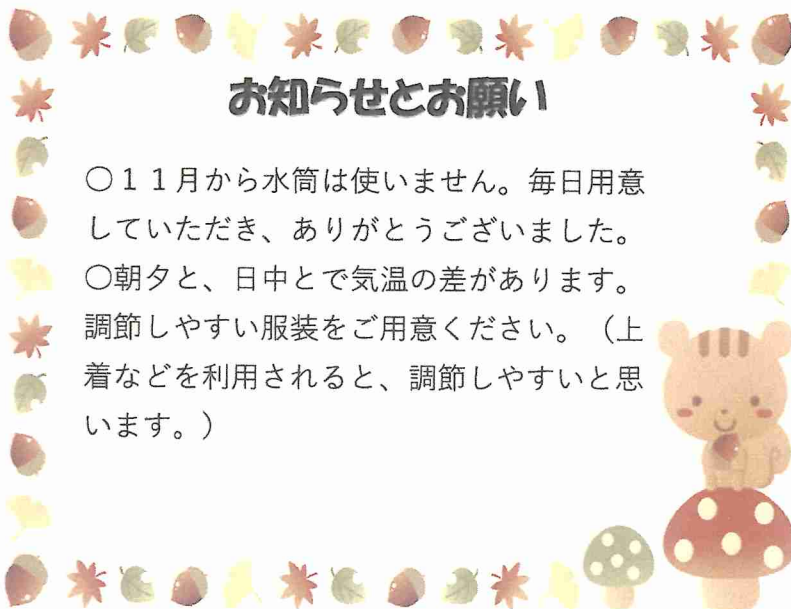 お知らせとお願い
○１１月から水筒は使いません。毎日用意
していただき、ありがとうございました。
○朝夕と、日中とで気温の差があります。
調節しやすい服装をご用意ください。（上
着などを利用されると、調節しやすいと思
います。）